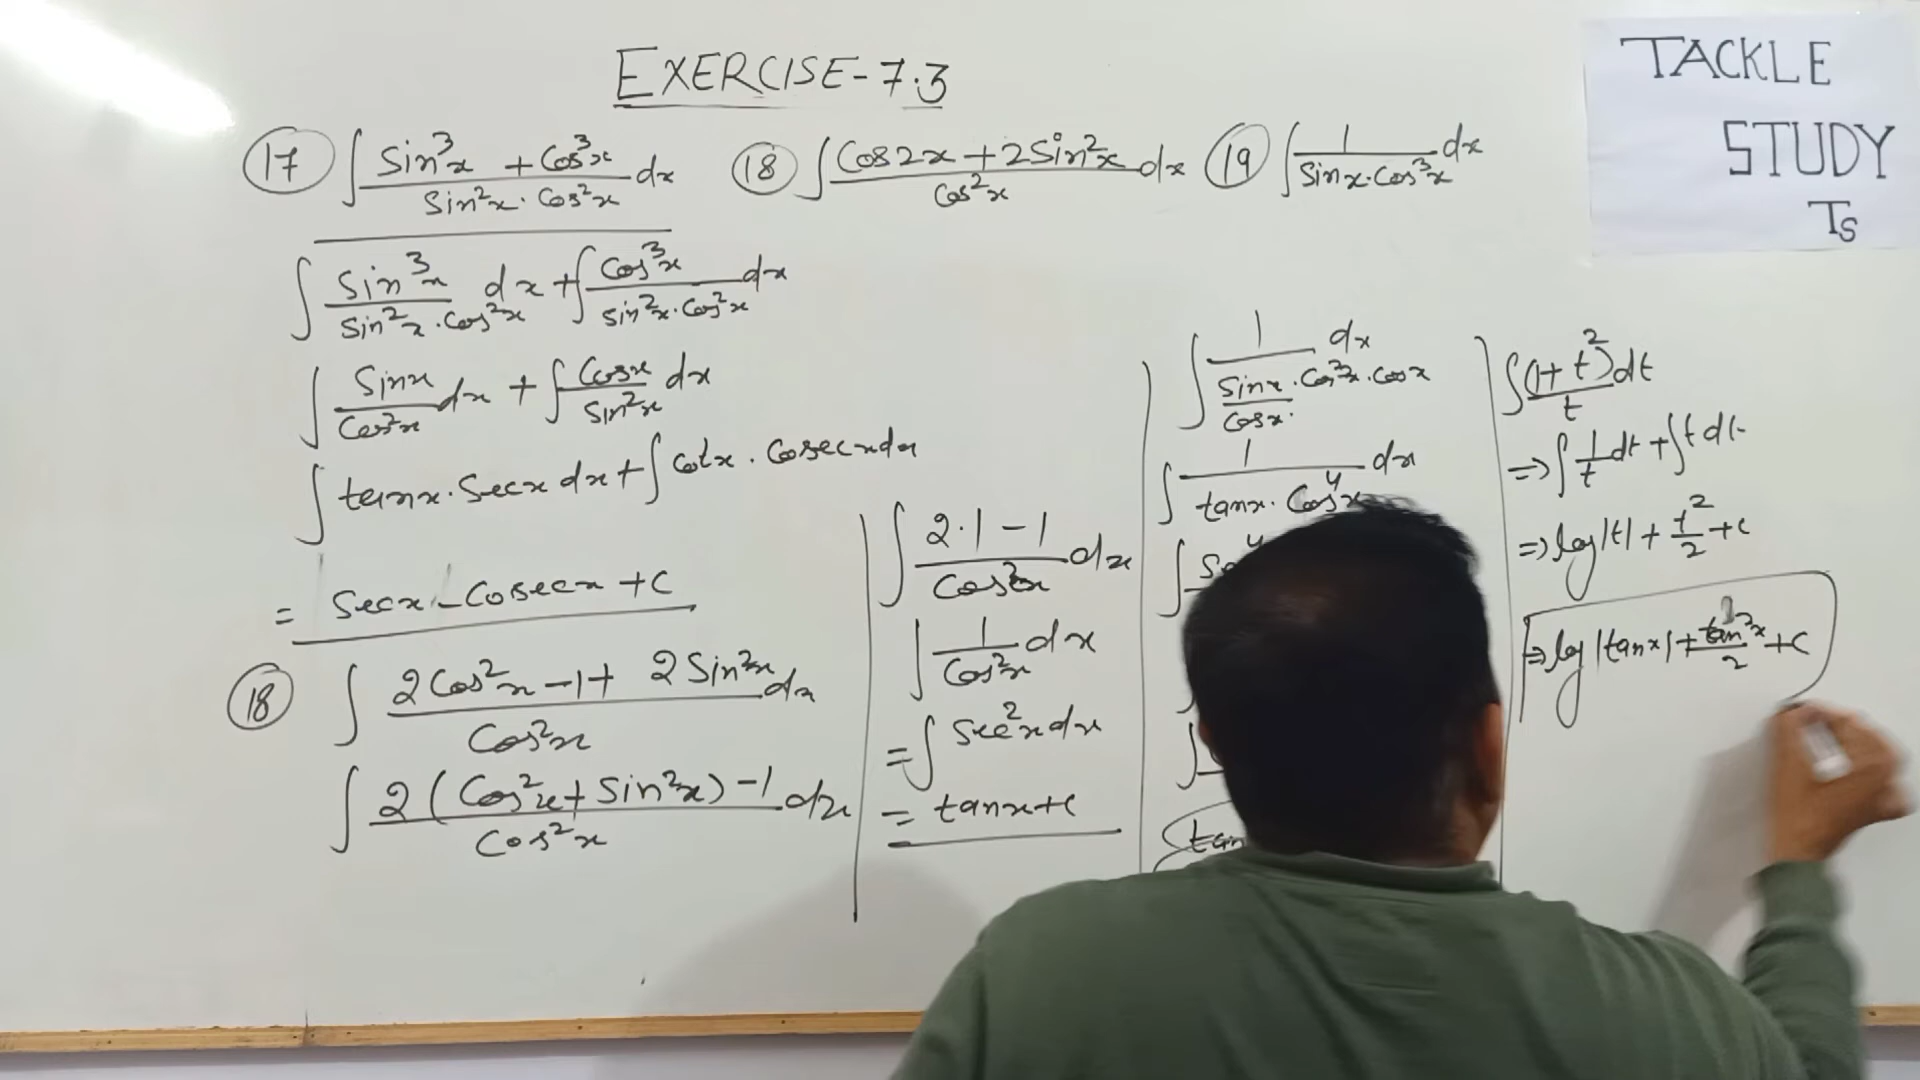 EXERCISE-7.3
TACKLE
STUDY
TS
17 ∫ Sin³x + Cos³x / Sin²x · Cos²x dx
18 ∫ Cos2x + 2Sin²x / Cos²x dx
19 ∫ 1 / Sinx · Cos³x dx
∫ Sin³x / Sin²x · Cos²x dx + ∫ Cos³x / Sin²x · Cos²x dx
∫ Sinx / Cos²x dx + ∫ Cosx / Sin²x dx
∫ tanx · Secx dx + ∫ Cotx · Cosecx dx
= Secx - Cosecx + C
18 ∫ 2Cos²x - 1 + 2Sin²x / Cos²x dx
∫ 2(Cos²x + Sin²x) - 1 / Cos²x dx
∫ 2·1 - 1 / Cos²x dx
∫ 1 / Cos²x dx
= ∫ Sec²x dx
= tanx + C
∫ 1 / Sinx / Cosx · Cos³x · Cosx dx
∫ 1 / tanx · Cos⁴x dx
∫
tan
∫ (1 + t²) dt / t
=> ∫ 1/t dt + ∫ t dt
=> log|t| + t²/2 + C
=> log|tanx| + tan²x / 2 + C